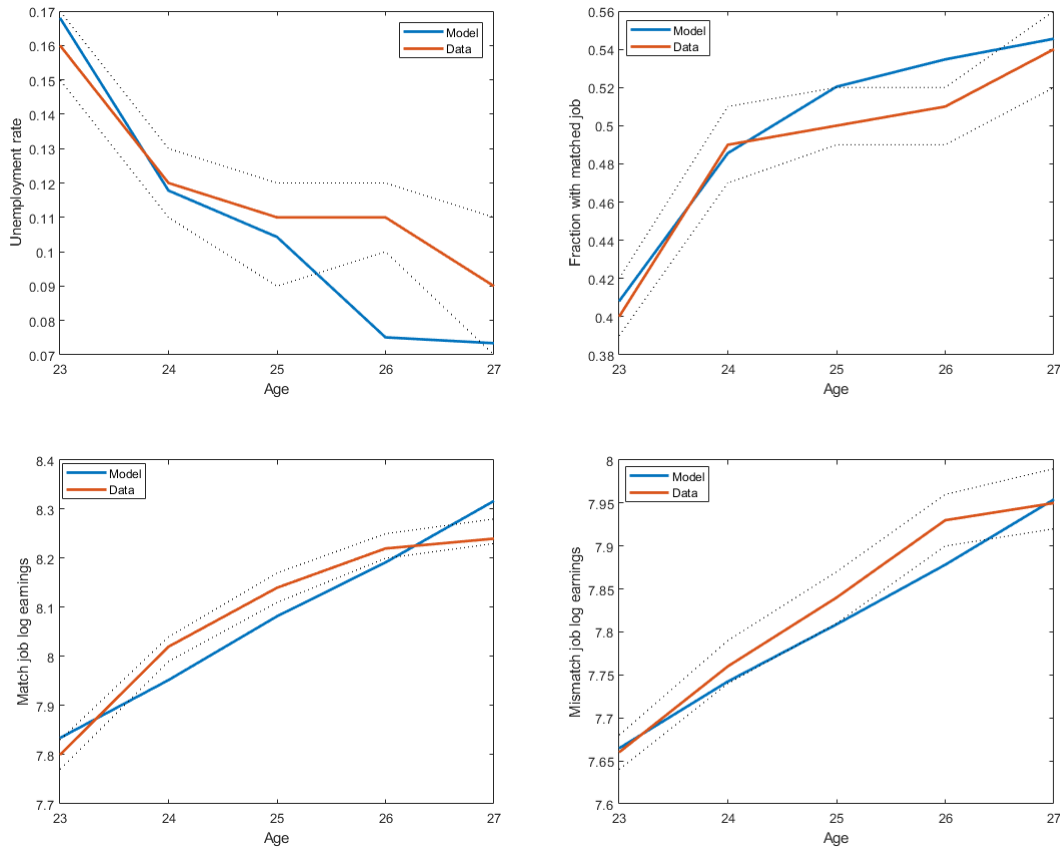 Unemployment rate
0.17
0.16
0.15
0.14
0.13
0.12
0.11
0.1
0.09
0.08
0.07
23 24 25 26 27
Age
Model
Data
Fraction with matched job
0.56
0.54
0.52
0.5
0.48
0.46
0.44
0.42
0.4
0.38
23 24 25 26 27
Age
Model
Data
Match job log earnings
8.4
8.3
8.2
8.1
8
7.9
7.8
7.7
23 24 25 26 27
Age
Model
Data
Mismatch job log earnings
8
7.95
7.9
7.85
7.8
7.75
7.7
7.65
7.6
23 24 25 26 27
Age
Model
Data